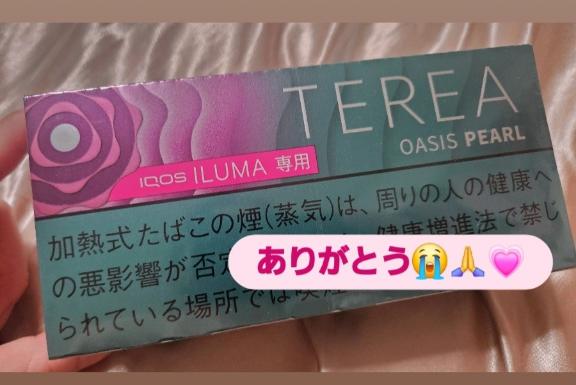 TEREA
OASIS PEARL
IQOS ILUMA 専用
加熱式たばこの煙(蒸気)は、周りの人の健康へ
の悪影響が否定 健康増進法で禁じ
られている場所では喫煙
ありがとう😭🙏💗